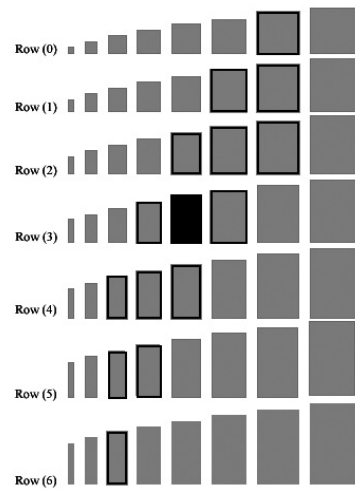 Row (0)
Row (1)
Row (2)
Row (3)
Row (4)
Row (5)
Row (6)